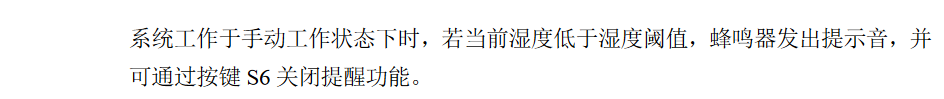 系统工作于手动工作状态下时，若当前湿度低于湿度阈值，蜂鸣器发出提示音，并
可通过按键 S6 关闭提醒功能。